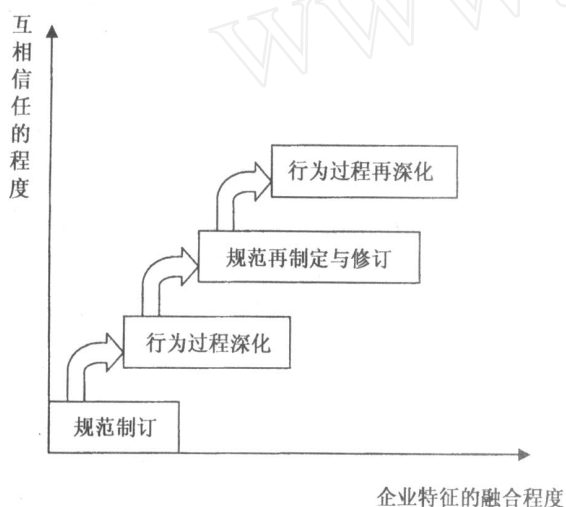 互相信任的程度
行为过程再深化
规范再制定与修订
行为过程深化
规范制订
企业特征的融合程度